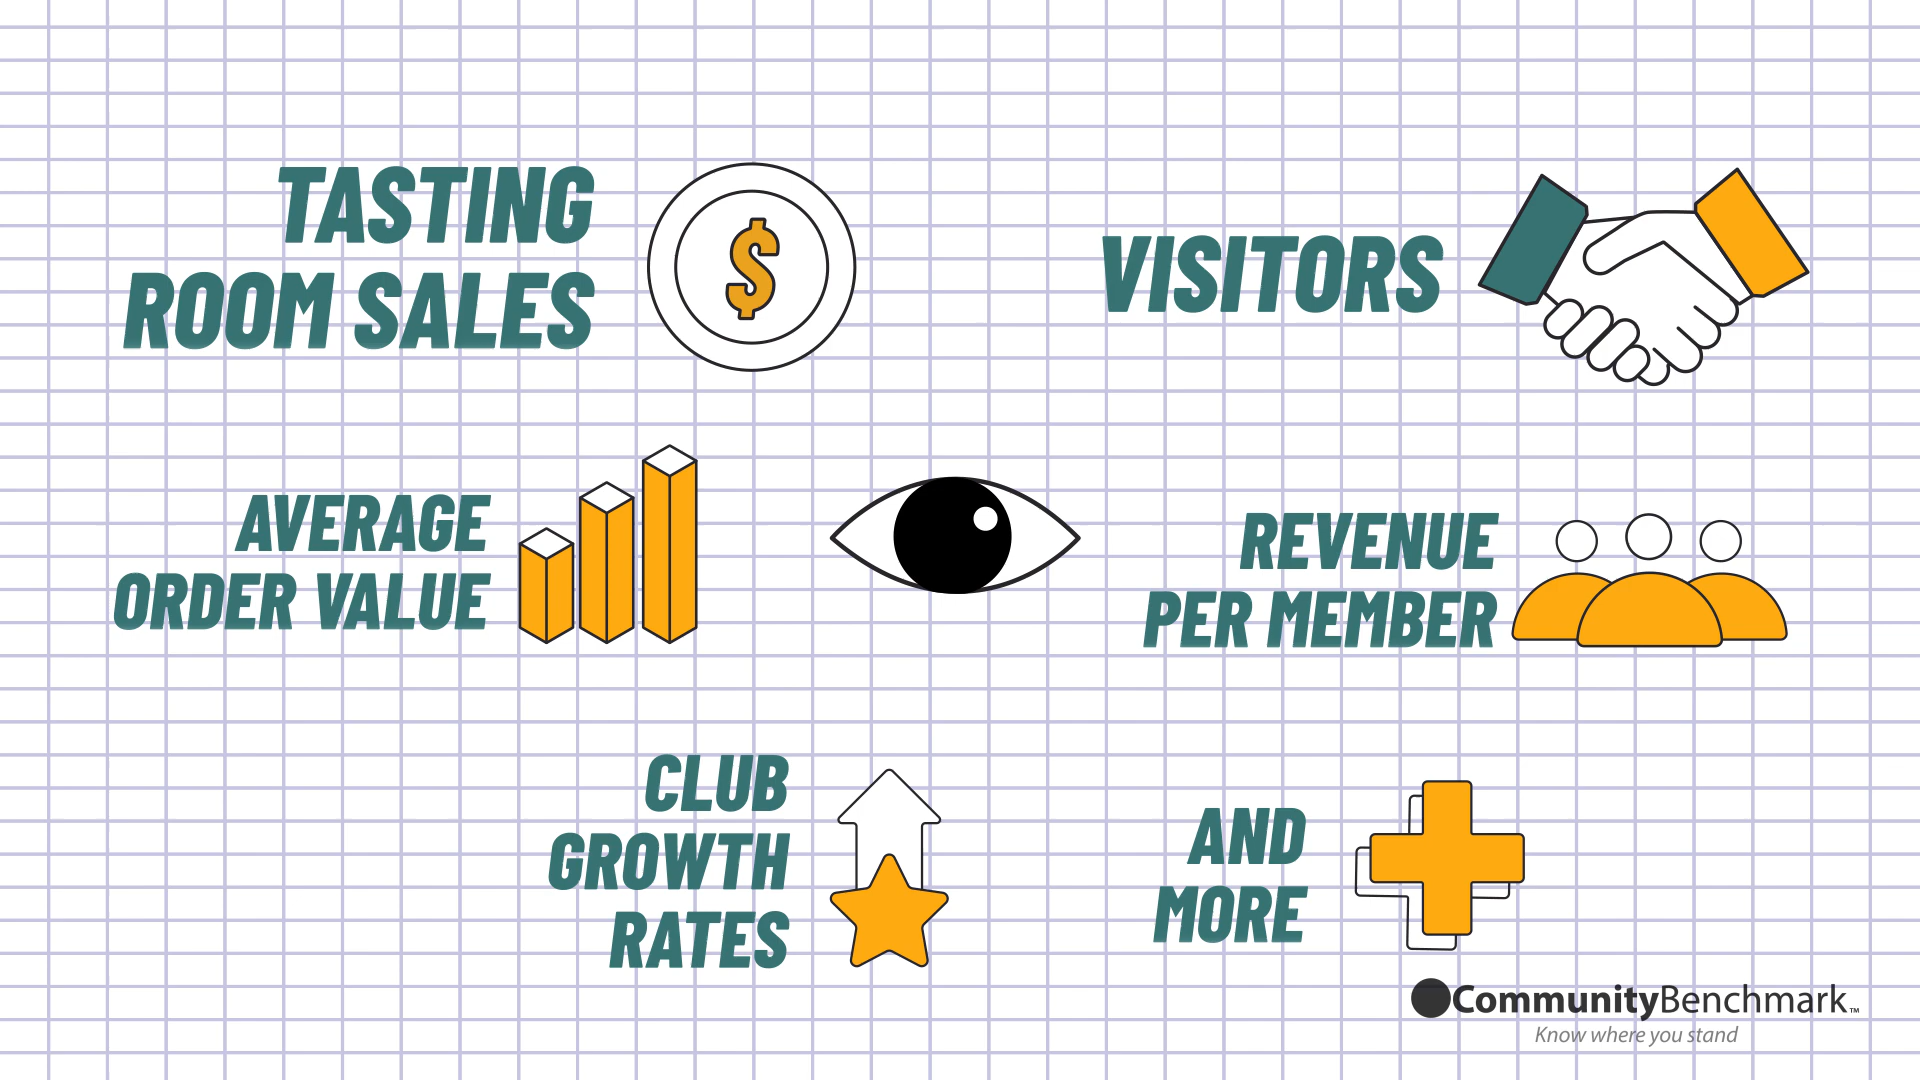 TASTING
ROOM SALES
$
VISITORS
AVERAGE
ORDER VALUE
REVENUE
PER MEMBER
CLUB
GROWTH
RATES
AND
MORE
CommunityBenchmark™
Know where you stand